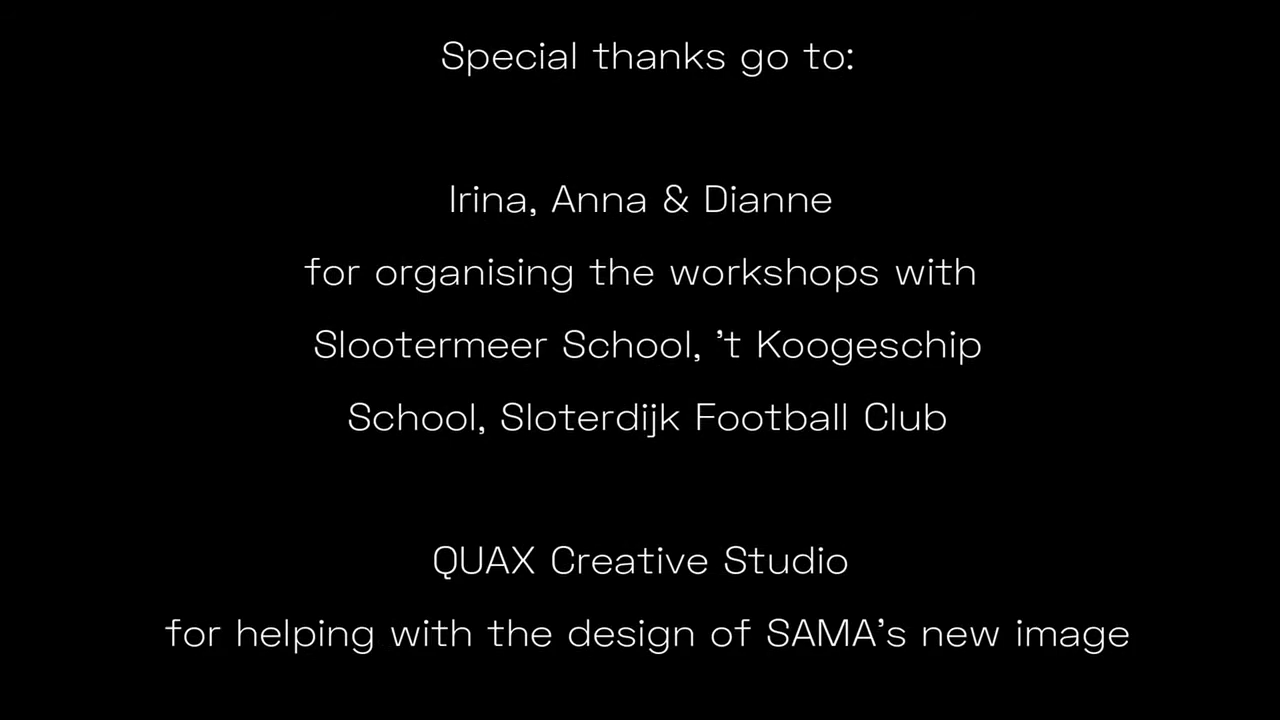 Special thanks go to:
Irina, Anna & Dianne
for organising the workshops with
Slootermeer School, ’t Koogeschip
School, Sloterdijk Football Club
QUAX Creative Studio
for helping with the design of SAMA’s new image